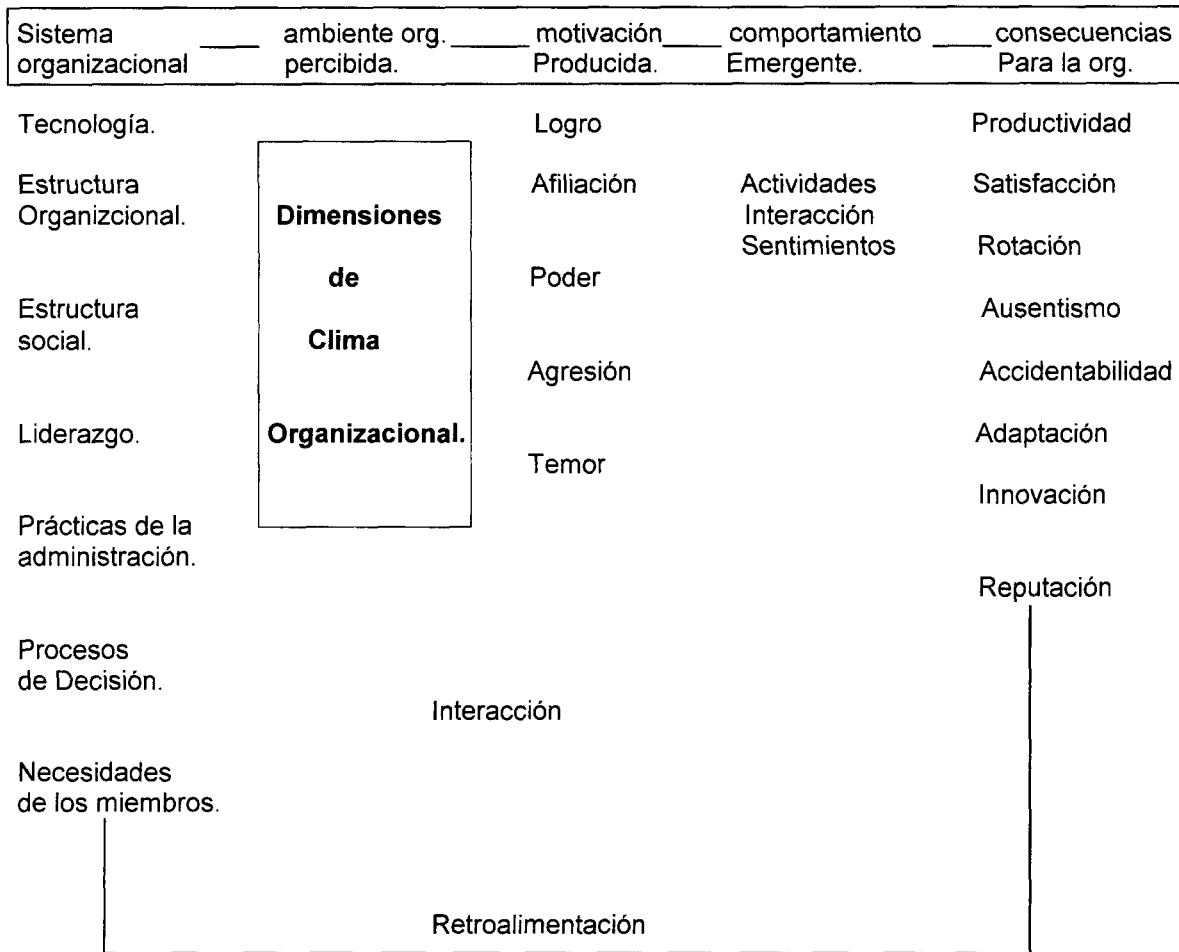 Sistema ____ ambiente org. ____ motivación ____ comportamiento ____ consecuencias
organizacional percibida. Producida. Emergente. Para la org.
Tecnología.
Estructura
Organizcional.
Estructura
social.
Liderazgo.
Prácticas de la
administración.
Procesos
de Decisión.
Necesidades
de los miembros.
Dimensiones
de
Clima
Organizacional.
Logro
Afiliación
Poder
Agresión
Temor
Actividades
Interacción
Sentimientos
Productividad
Satisfacción
Rotación
Ausentismo
Accidentabilidad
Adaptación
Innovación
Reputación
Interacción
Retroalimentación